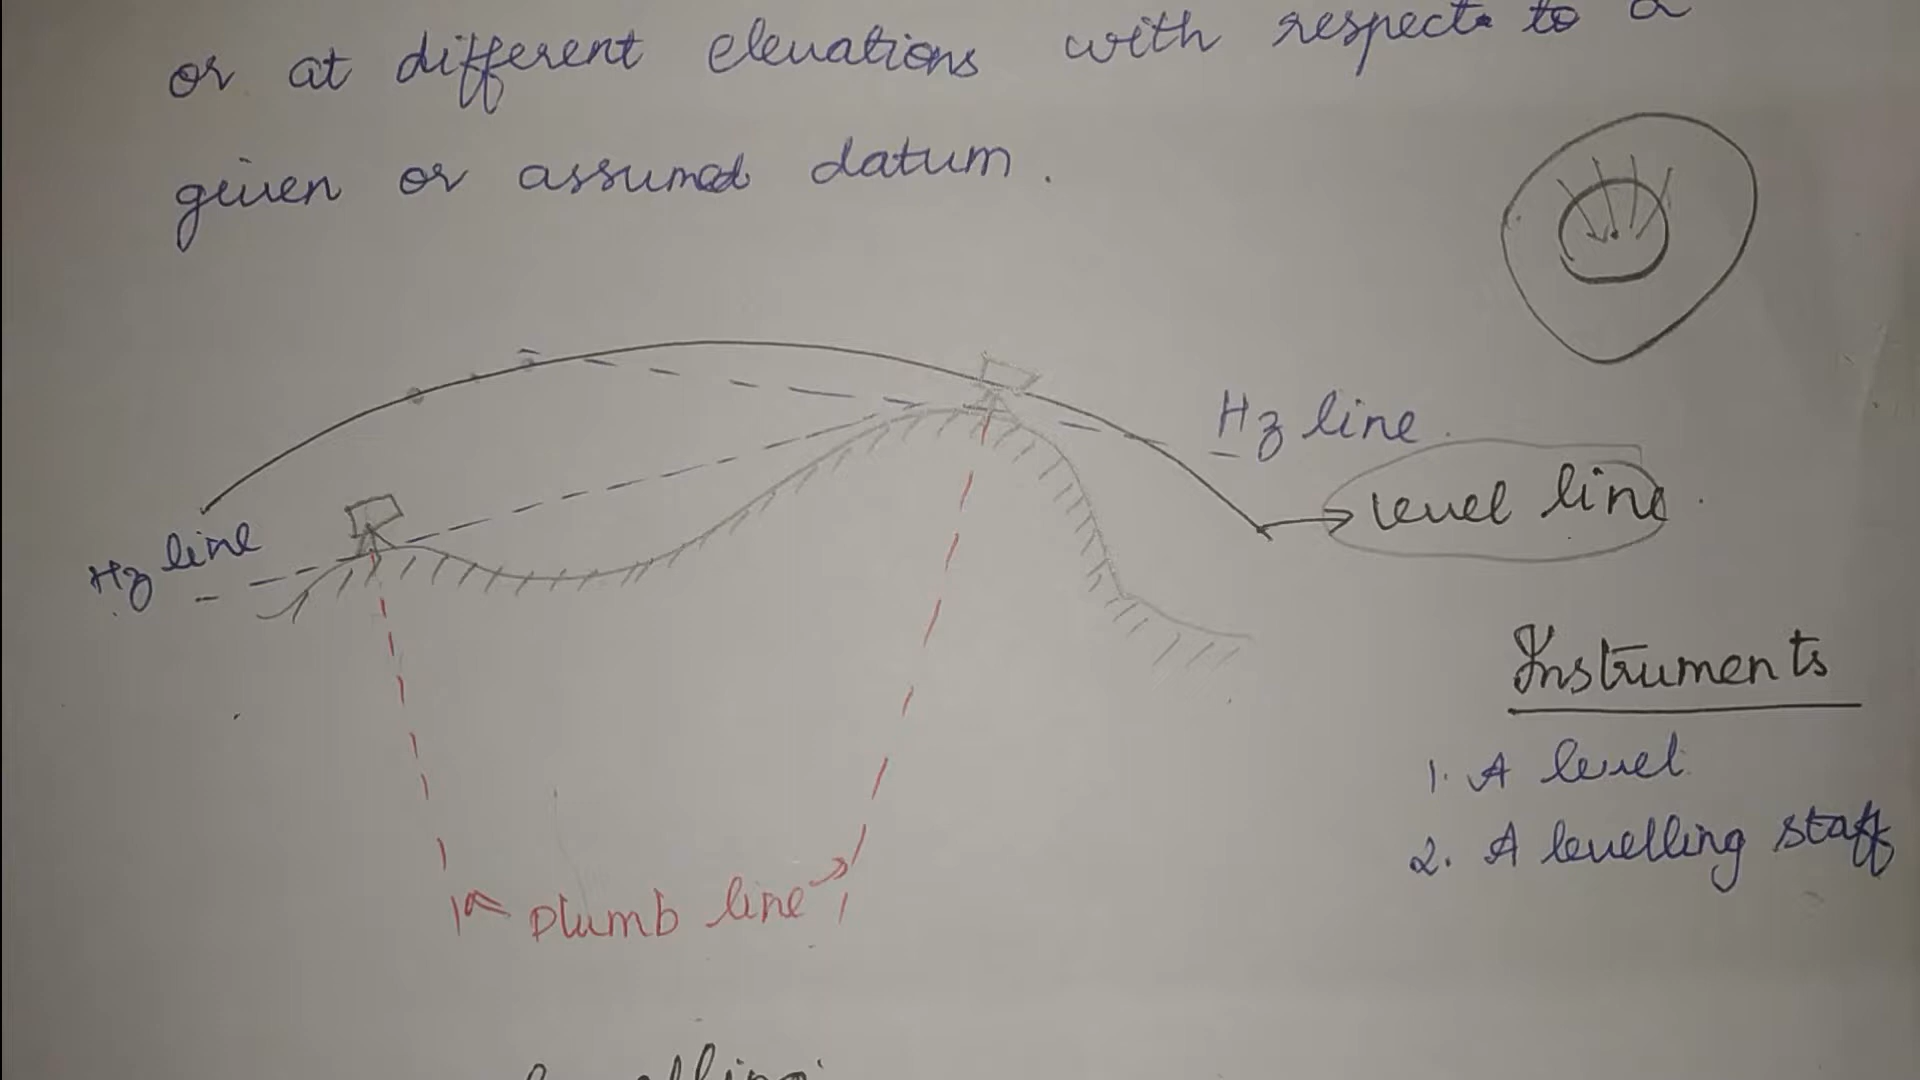 or at different elevations with respect to a
given or assumed datum.
Hz line
Hz line
level line
Instruments
1. A level
2. A levelling staff
Plumb line
levelling